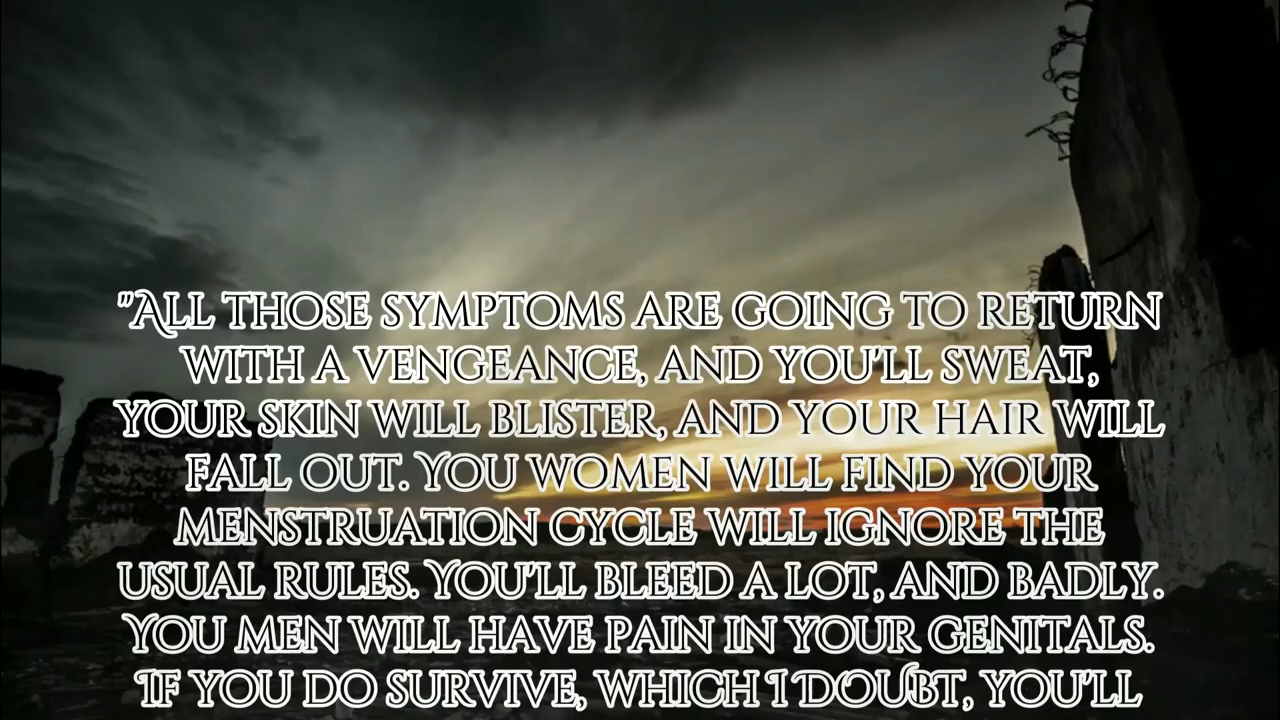 "All those symptoms are going to return
with a vengeance, and you'll sweat,
your skin will blister, and your hair will
fall out. You women will find your
menstruation cycle will ignore the
usual rules. You'll bleed a lot, and badly.
You men will have pain in your genitals.
If you do survive, which I doubt, you'll